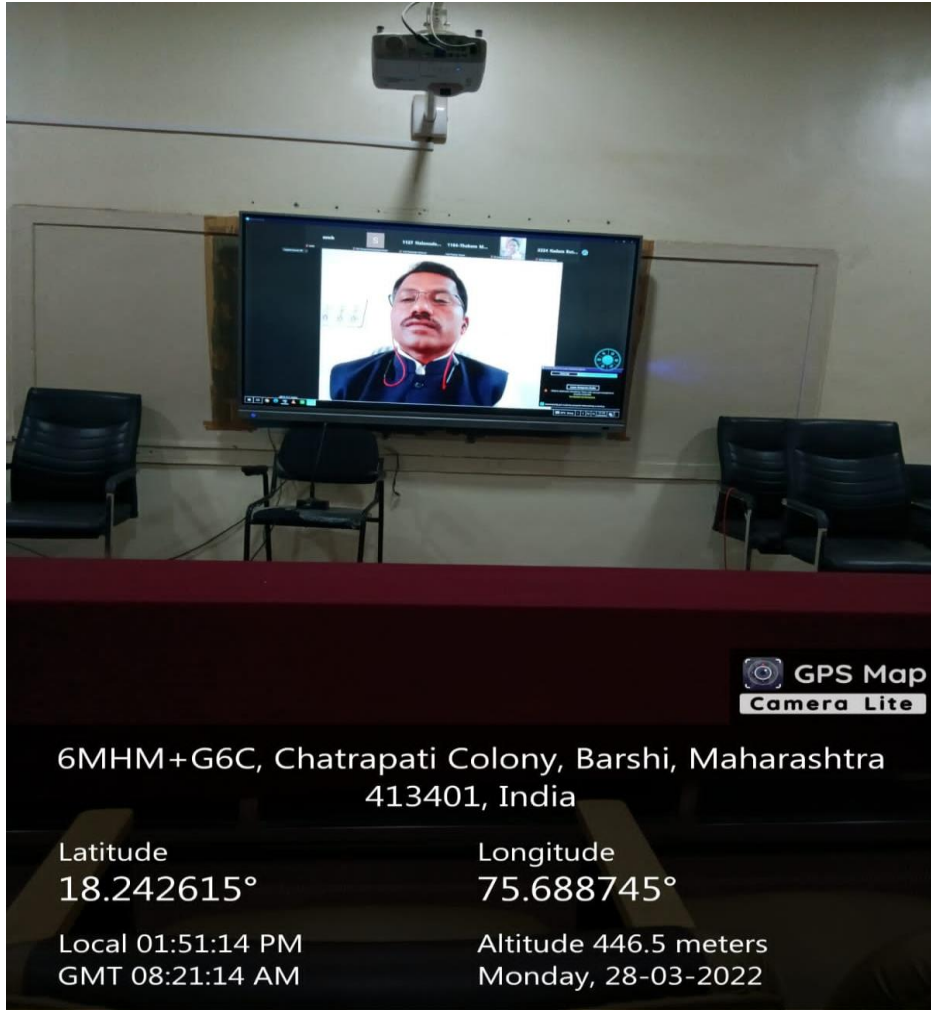 S
GPS Map
Camera Lite
6MHM+G6C, Chatrapati Colony, Barshi, Maharashtra
413401, India
Latitude
18.242615°
Longitude
75.688745°
Local 01:51:14 PM
GMT 08:21:14 AM
Altitude 446.5 meters
Monday, 28-03-2022